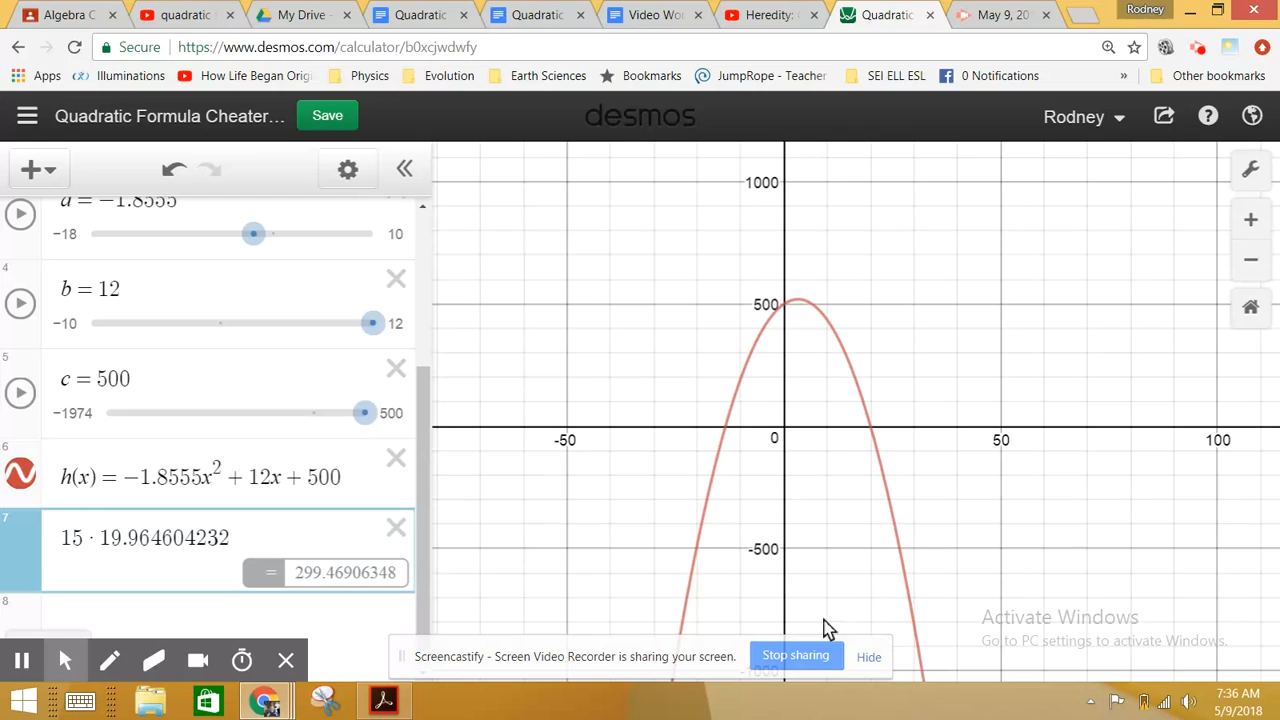 Algebra C
quadratic
My Drive -
Quadratic
Quadratic
Video Wo
Heredity:
Quadratic
May 9, 20
Rodney
Secure
https://www.desmos.com/calculator/b0xcjwdwfy
Apps
Illuminations
How Life Began Orig
Physics
Evolution
Earth Sciences
Bookmarks
JumpRope - Teacher
SEI ELL ESL
0 Notifications
»
Other bookmarks
Quadratic Formula Cheater...
Save
desmos
Rodney
a = −1.8555
-18
10
4
b = 12
-10
12
5
c = 500
-1974
500
6
h(x) = −1.8555x² + 12x + 500
7
15 · 19.964604232
= 299.46906348
8
1000
500
-50
0
50
100
-500
-1000
Activate Windows
Go to PC settings to activate Windows.
Screencastify - Screen Video Recorder is sharing your screen.
Stop sharing
Hide
7:36 AM
5/9/2018